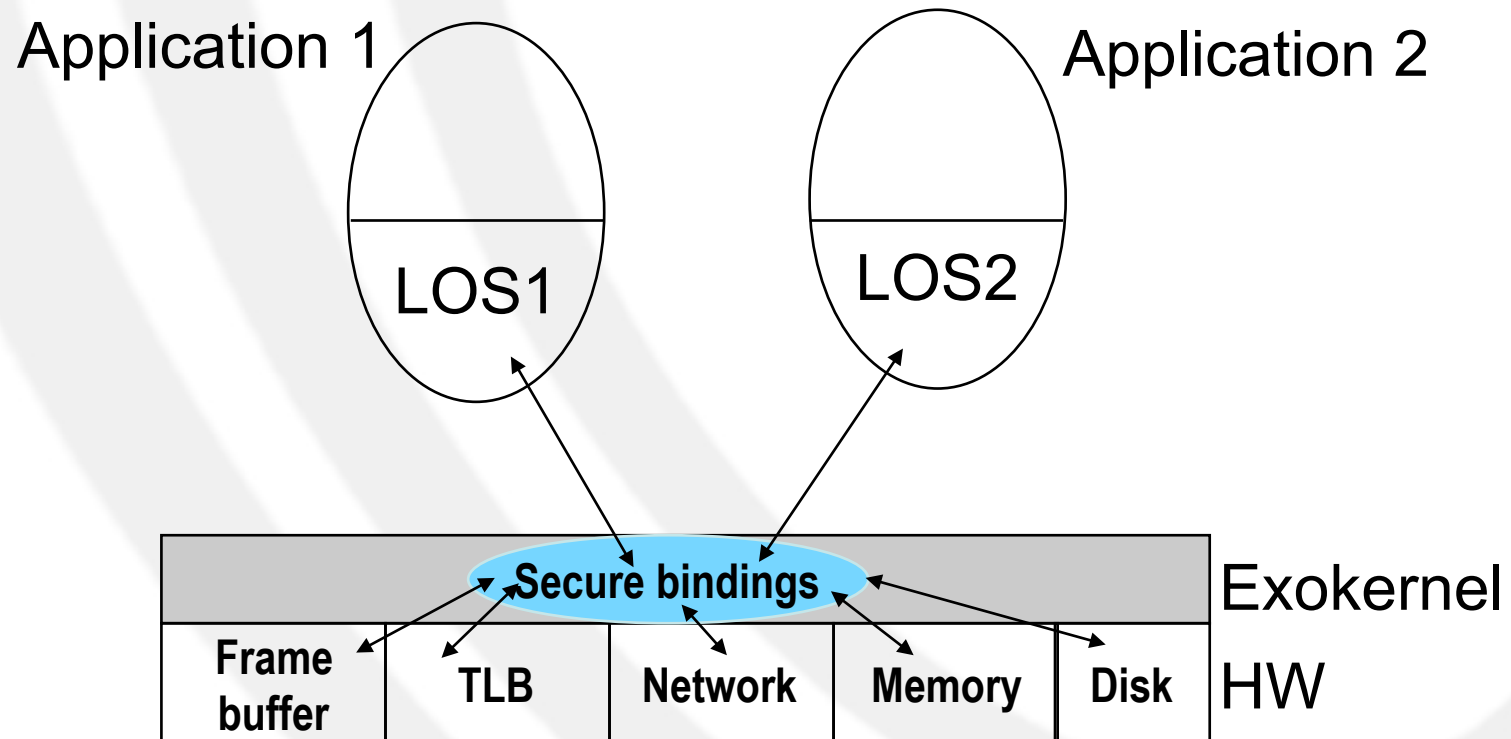 Application 1
Application 2
LOS1
LOS2
Secure bindings
Exokernel
Frame
buffer
TLB
Network
Memory
Disk
HW